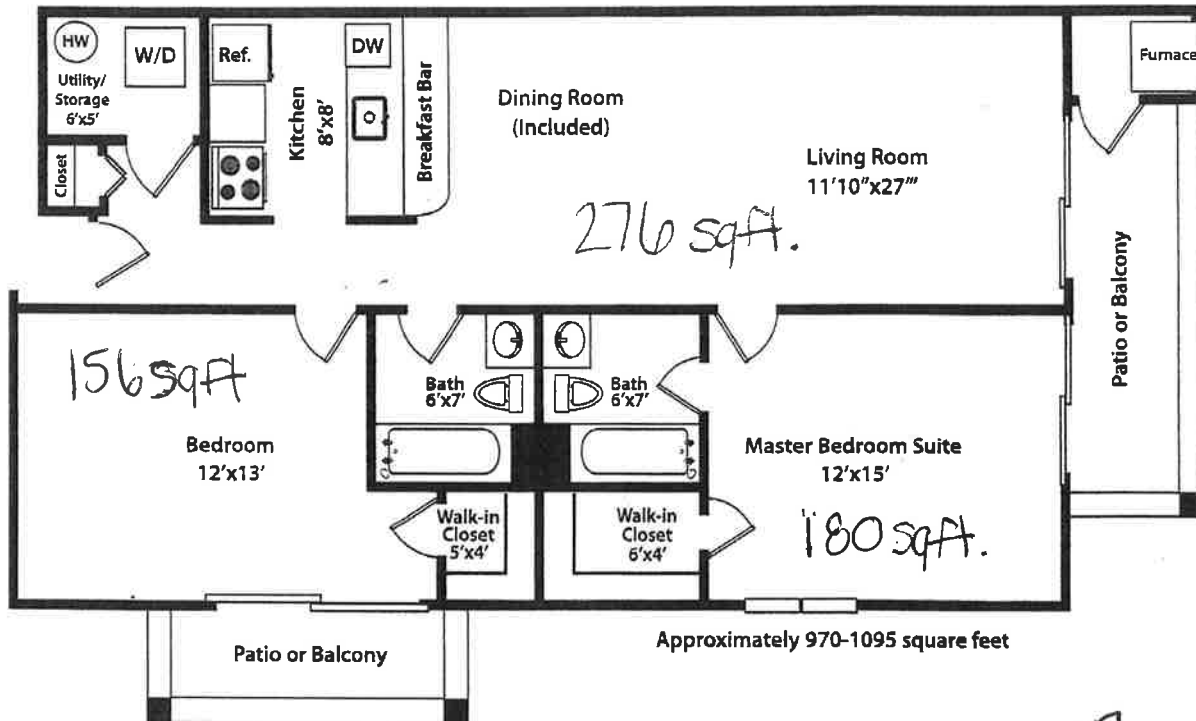 HW
W/D
Utility/
Storage
6'x5'
Closet
Ref.
Kitchen
8'x8'
DW
Breakfast Bar
Dining Room
(Included)
Living Room
11'10"x27'"
276 sqft.
Furnace
Patio or Balcony
156 sqft
Bedroom
12'x13'
Bath
6'x7'
Bath
6'x7'
Master Bedroom Suite
12'x15'
180 sqft.
Walk-in
Closet
5'x4'
Walk-in
Closet
6'x4'
Patio or Balcony
Approximately 970-1095 square feet